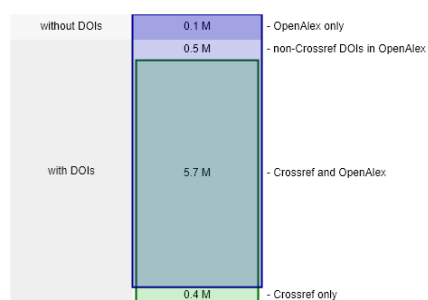 without DOIs 0.1 M - OpenAlex only
0.5 M - non-Crossref DOIs in OpenAlex
with DOIs 5.7 M - Crossref and OpenAlex
0.4 M - Crossref only